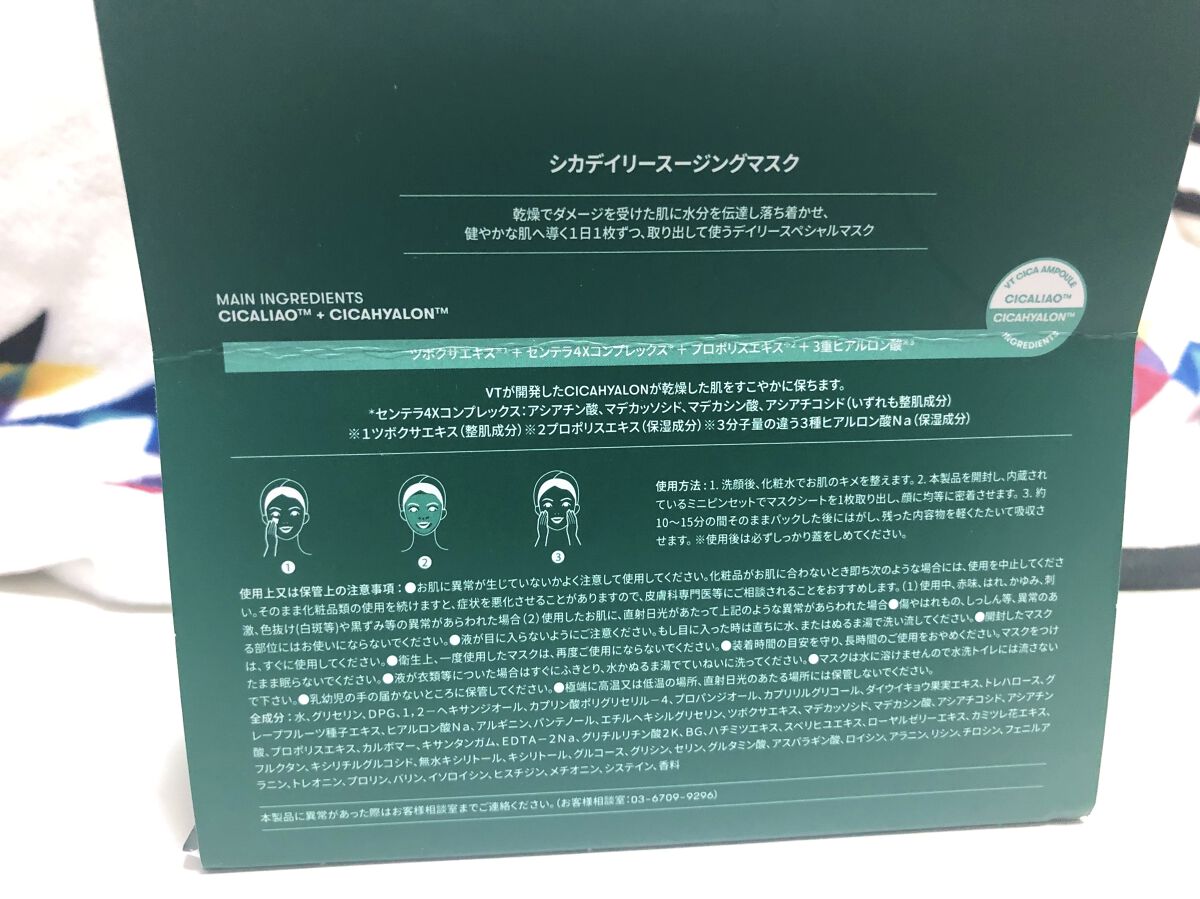 シカデイリースージングマスク
乾燥でダメージを受けた肌に水分を伝達し落ち着かせ、
健やかな肌へ導く1日1枚ずつ、取り出して使うデイリースペシャルマスク
MAIN INGREDIENTS
CICALIAO™ + CICAHYALON™
VT CICA AMPOULE
CICALIAO™
CICAHYALON™
INGREDIENTS
ツボクサエキス※1 + センテラ4Xコンプレックス* + プロポリスエキス※2 + 3重ヒアルロン酸※3
VTが開発したCICAHYALONが乾燥した肌をすこやかに保ちます。
*センテラ4Xコンプレックス：アシアチン酸、マデカッソシド、マデカシン酸、アシアチコシド（いずれも整肌成分）
※1ツボクサエキス（整肌成分）※2プロポリスエキス（保湿成分）※3分子量の違う3種ヒアルロン酸Na（保湿成分）
使用方法：1. 洗顔後、化粧水でお肌のキメを整えます。2. 本製品を開封し、内蔵され
ているミニピンセットでマスクシートを1枚取り出し、顔に均等に密着させます。3. 約
10〜15分の間そのままパックした後にはがし、残った内容物を軽くたたいて吸収さ
せます。※使用後は必ずしっかり蓋をしめてください。
1
2
3
使用上又は保管上の注意事項：●お肌に異常が生じていないかよく注意して使用してください。化粧品がお肌に合わないとき即ち次のような場合には、使用を中止してくださ
い。そのまま化粧品類の使用を続けますと、症状を悪化させることがありますので、皮膚科専門医等にご相談されることをおすすめします。(1)使用中、赤味、はれ、かゆみ、刺
激、色抜け(白斑等)や黒ずみ等の異常があらわれた場合(2)使用したお肌に、直射日光があたって上記のような異常があらわれた場合●傷やはれもの、しっしん等、異常のあ
る部位にはお使いにならないでください。●液が目に入らないようにご注意ください。もし目に入った時は直ちに水、またはぬるま湯で洗い流してください。●開封したマスク
は、すぐに使用してください。●衛生上、一度使用したマスクは、再度ご使用にならないでください。●装着時間の目安を守り、長時間のご使用をおやめください。マスクをつけ
たまま眠らないでください。●液が衣類等についた場合はすぐにふきとり、水かぬるま湯でていねいに洗ってください。●マスクは水に溶けませんので水洗トイレには流さない
で下さい。●乳幼児の手の届かないところに保管してください。●極端に高温又は低温の場所、直射日光のあたる場所には保管しないでください。
全成分：水、グリセリン、DPG、1,2−ヘキサンジオール、カプリン酸ポリグリセリル−4、プロパンジオール、カプリリルグリコール、ダイウイキョウ果実エキス、トレハロース、グ
レープフルーツ種子エキス、ヒアルロン酸Na、アルギニン、パンテノール、エチルヘキシルグリセリン、ツボクサエキス、マデカッソシド、マデカシン酸、アシアチコシド、アシアチン
酸、プロポリスエキス、カルボマー、キサンタンガム、EDTA−2Na、グリチルリチン酸2K、BG、ハチミツエキス、スベリヒユエキス、ローヤルゼリーエキス、カミツレ花エキス、
フルクタン、キシリチルグルコシド、無水キシリトール、キシリトール、グルコース、グリシン、セリン、グルタミン酸、アスパラギン酸、ロイシン、アラニン、リシン、チロシン、フェニルア
ラニン、トレオニン、プロリン、バリン、イソロイシン、ヒスチジン、メチオニン、システイン、香料
本製品に異常があった際はお客様相談室までご連絡ください。（お客様相談室：03-6709-9296）